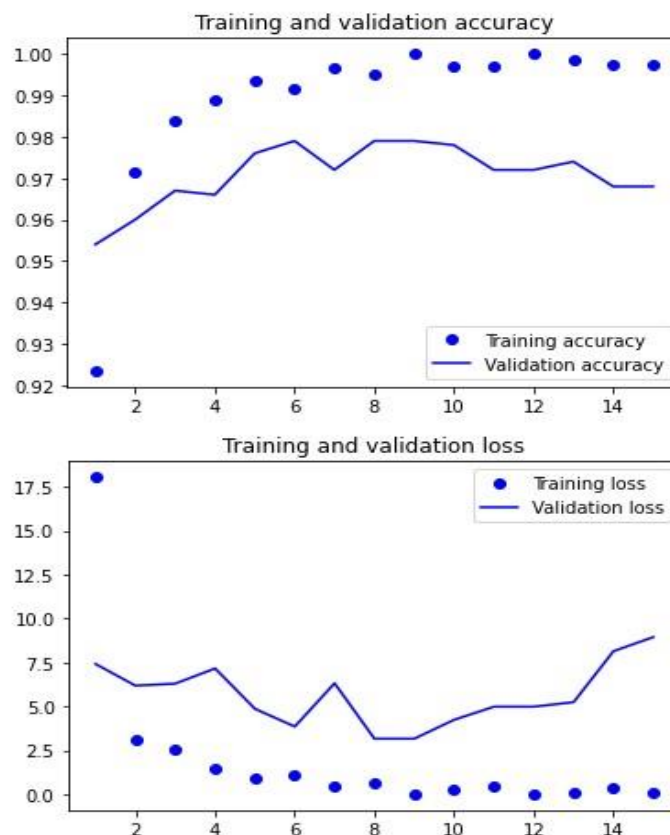 Training and validation accuracy
1.00
0.99
0.98
0.97
0.96
0.95
0.94
0.93
0.92
Training accuracy
Validation accuracy
2 4 6 8 10 12 14
Training and validation loss
17.5
15.0
12.5
10.0
7.5
5.0
2.5
0.0
Training loss
Validation loss
2 4 6 8 10 12 14